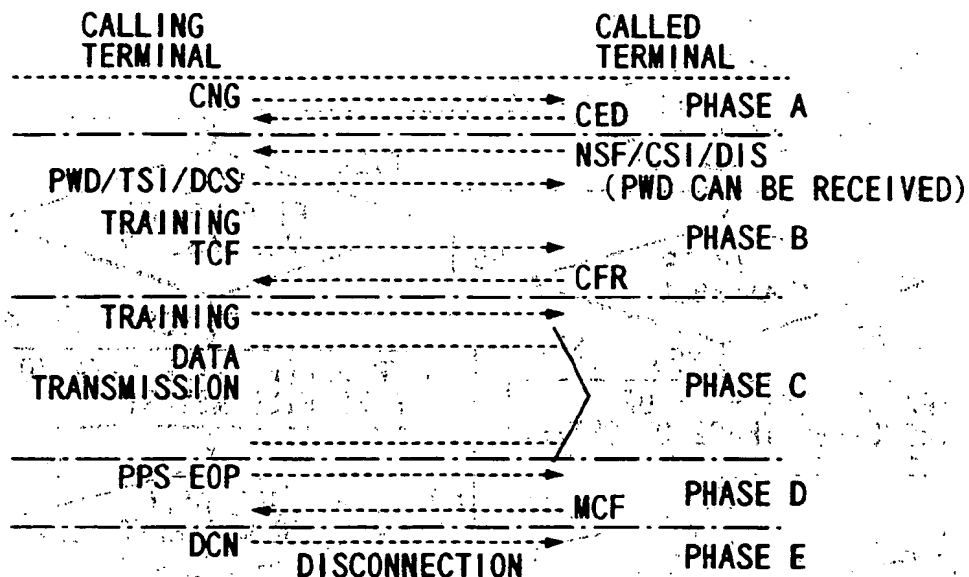 CALLING TERMINAL
CALLED TERMINAL
CNG
CED
PHASE A
NSF/CSI/DIS
(PWD CAN BE RECEIVED)
PWD/TSI/DCS
TRAINING
TCF
PHASE B
CFR
TRAINING
DATA
TRANSMISSION
PHASE C
PPS-EOP
MCF
PHASE D
DCN
DISCONNECTION
PHASE E